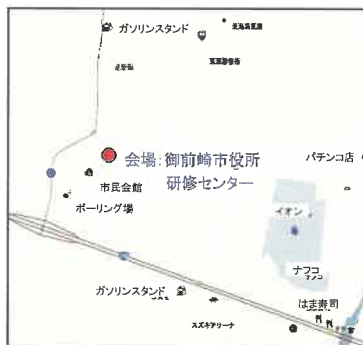 ガソリンスタンド
会場:御前崎市役所
研修センター
パチンコ店
市民会館
ボーリング場
イオン
ナフコ
ガソリンスタンド
はま寿司
スズキアリーナ